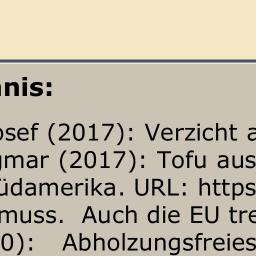 nis:
osef (2017): Verzicht a
gmar (2017): Tofu aus
üdamerika. URL: https
muss. Auch die EU tre
0): Abholzungsfreies